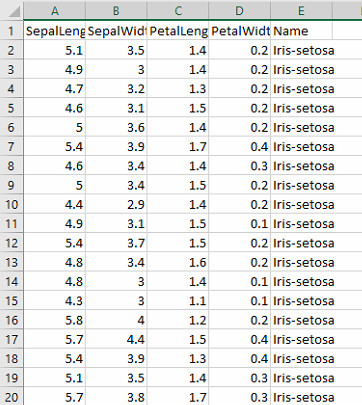 A B C D E
1 SepalLeng SepalWidt PetalLeng PetalWidt Name
2 5.1 3.5 1.4 0.2 Iris-setosa
3 4.9 3 1.4 0.2 Iris-setosa
4 4.7 3.2 1.3 0.2 Iris-setosa
5 4.6 3.1 1.5 0.2 Iris-setosa
6 5 3.6 1.4 0.2 Iris-setosa
7 5.4 3.9 1.7 0.4 Iris-setosa
8 4.6 3.4 1.4 0.3 Iris-setosa
9 5 3.4 1.5 0.2 Iris-setosa
10 4.4 2.9 1.4 0.2 Iris-setosa
11 4.9 3.1 1.5 0.1 Iris-setosa
12 5.4 3.7 1.5 0.2 Iris-setosa
13 4.8 3.4 1.6 0.2 Iris-setosa
14 4.8 3 1.4 0.1 Iris-setosa
15 4.3 3 1.1 0.1 Iris-setosa
16 5.8 4 1.2 0.2 Iris-setosa
17 5.7 4.4 1.5 0.4 Iris-setosa
18 5.4 3.9 1.3 0.4 Iris-setosa
19 5.1 3.5 1.4 0.3 Iris-setosa
20 5.7 3.8 1.7 0.3 Iris-setosa